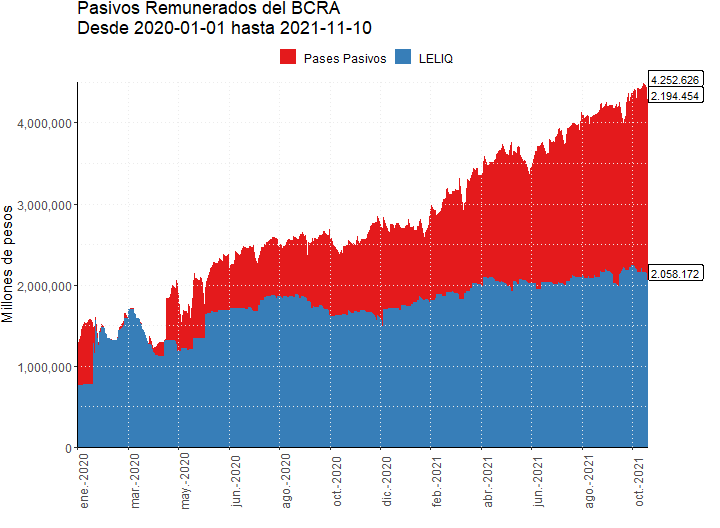 Pasivos Remunerados del BCRA
Desde 2020-01-01 hasta 2021-11-10
Pases Pasivos LELIQ
4.252.626
2.194.454
2.058.172
Millones de pesos
4,000,000
3,000,000
2,000,000
1,000,000
0
ene.-2020
mar.-2020
may.-2020
jun.-2020
ago.-2020
oct.-2020
dic.-2020
feb.-2021
abr.-2021
jun.-2021
ago.-2021
oct.-2021